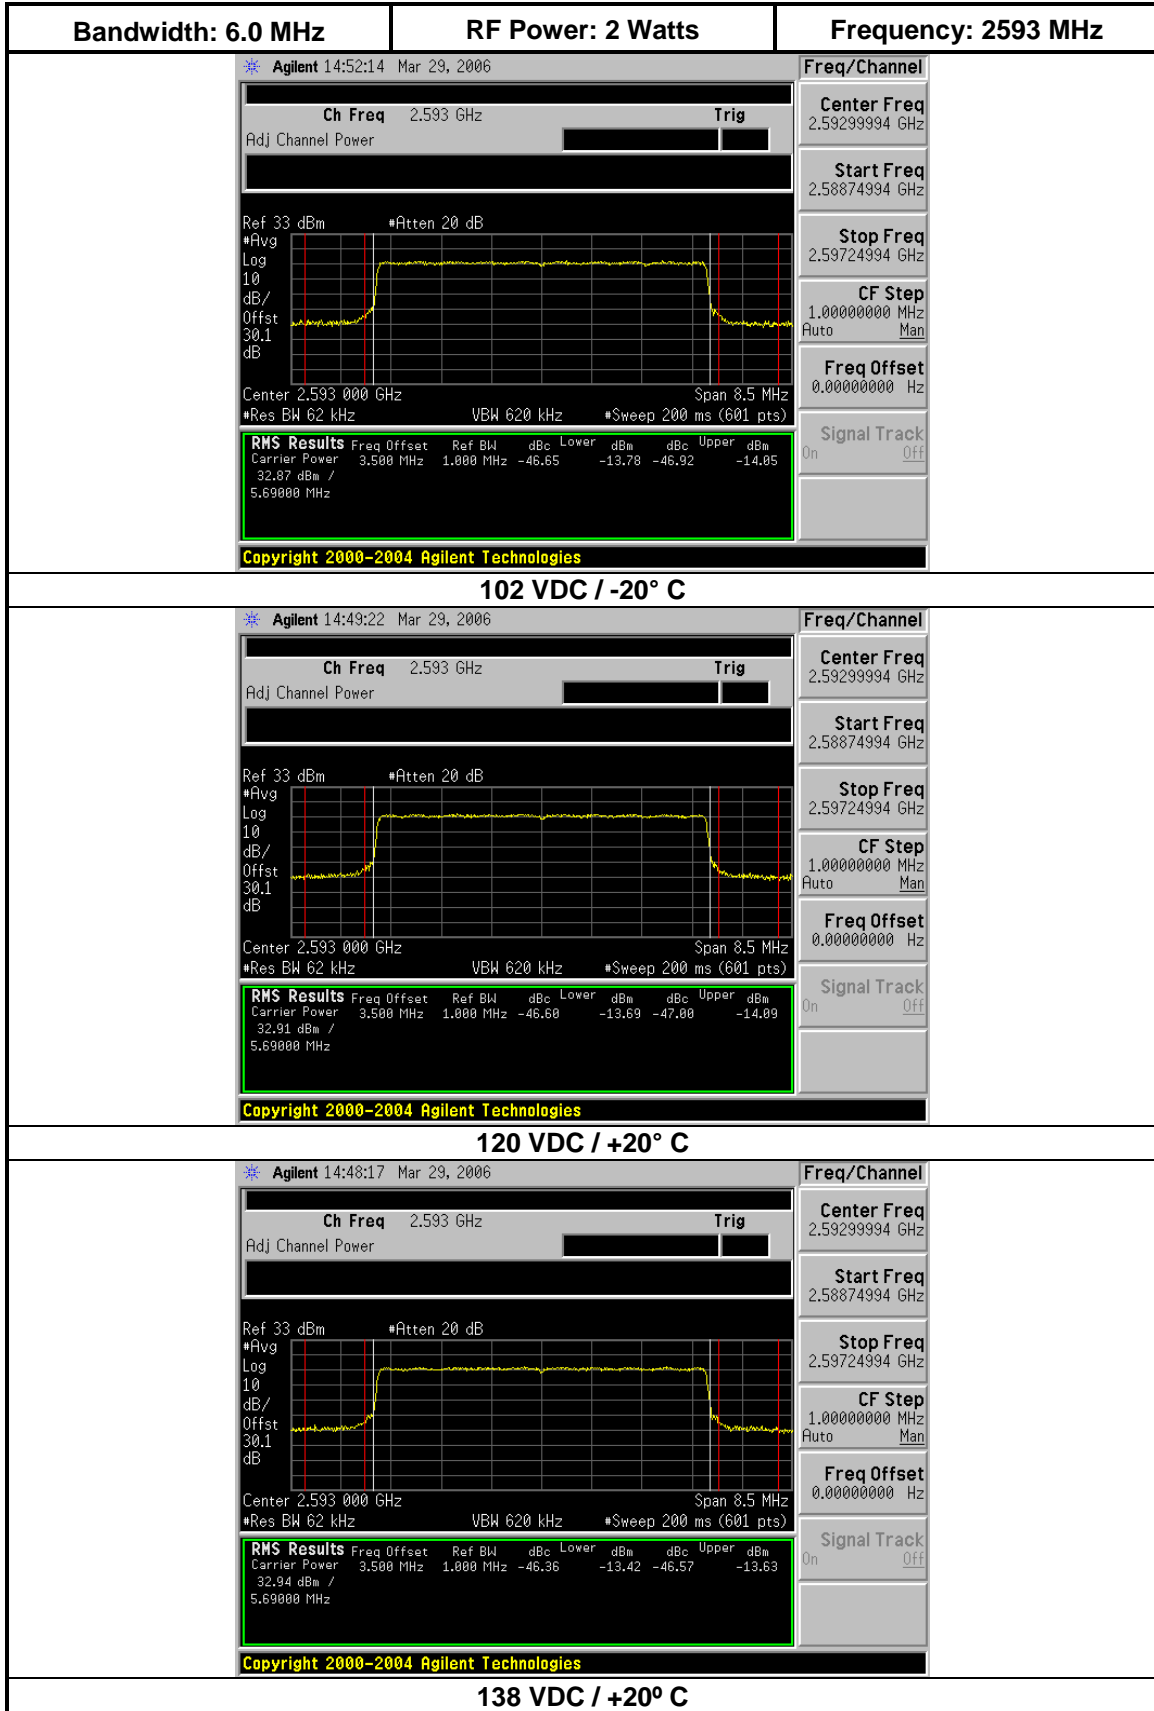 Bandwidth: 6.0 MHz RF Power: 2 Watts Frequency: 2593 MHz
Agilent 14:52:14 Mar 29, 2006 Freq/Channel
Ch Freq 2.593 GHz Trig
Adj Channel Power
Center Freq
2.59299994 GHz
Start Freq
2.58874994 GHz
Stop Freq
2.59724994 GHz
CF Step
1.00000000 MHz
Auto Man
Freq Offset
0.00000000 Hz
Signal Track
On Off
Ref 33 dBm #Atten 20 dB
#Avg
Log
10
dB/
Offst
30.1
dB
Center 2.593 000 GHz Span 8.5 MHz
#Res BW 62 kHz VBW 620 kHz #Sweep 200 ms (601 pts)
RMS Results Freq Offset Ref BW dBc Lower dBm dBc Upper dBm
Carrier Power 3.500 MHz 1.000 MHz -46.65 -13.78 -46.92 -14.05
32.87 dBm /
5.69000 MHz
Copyright 2000-2004 Agilent Technologies
102 VDC / -20° C
Agilent 14:49:22 Mar 29, 2006 Freq/Channel
Ch Freq 2.593 GHz Trig
Adj Channel Power
Center Freq
2.59299994 GHz
Start Freq
2.58874994 GHz
Stop Freq
2.59724994 GHz
CF Step
1.00000000 MHz
Auto Man
Freq Offset
0.00000000 Hz
Signal Track
On Off
Ref 33 dBm #Atten 20 dB
#Avg
Log
10
dB/
Offst
30.1
dB
Center 2.593 000 GHz Span 8.5 MHz
#Res BW 62 kHz VBW 620 kHz #Sweep 200 ms (601 pts)
RMS Results Freq Offset Ref BW dBc Lower dBm dBc Upper dBm
Carrier Power 3.500 MHz 1.000 MHz -46.60 -13.69 -47.00 -14.09
32.91 dBm /
5.69000 MHz
Copyright 2000-2004 Agilent Technologies
120 VDC / +20° C
Agilent 14:48:17 Mar 29, 2006 Freq/Channel
Ch Freq 2.593 GHz Trig
Adj Channel Power
Center Freq
2.59299994 GHz
Start Freq
2.58874994 GHz
Stop Freq
2.59724994 GHz
CF Step
1.00000000 MHz
Auto Man
Freq Offset
0.00000000 Hz
Signal Track
On Off
Ref 33 dBm #Atten 20 dB
#Avg
Log
10
dB/
Offst
30.1
dB
Center 2.593 000 GHz Span 8.5 MHz
#Res BW 62 kHz VBW 620 kHz #Sweep 200 ms (601 pts)
RMS Results Freq Offset Ref BW dBc Lower dBm dBc Upper dBm
Carrier Power 3.500 MHz 1.000 MHz -46.36 -13.42 -46.57 -13.63
32.94 dBm /
5.69000 MHz
Copyright 2000-2004 Agilent Technologies
138 VDC / +20º C